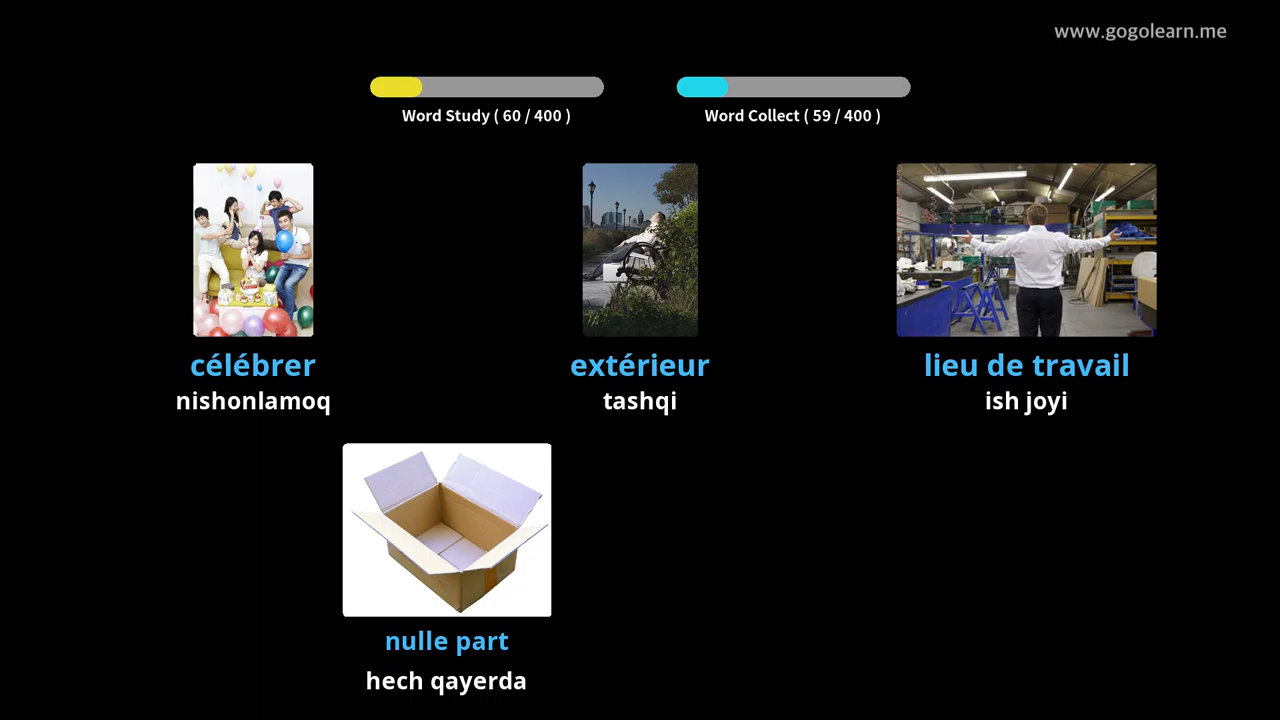 www.gogolearn.me
Word Study ( 60 / 400 )
Word Collect ( 59 / 400 )
célébrer
nishonlamoq
extérieur
tashqi
lieu de travail
ish joyi
nulle part
hech qayerda